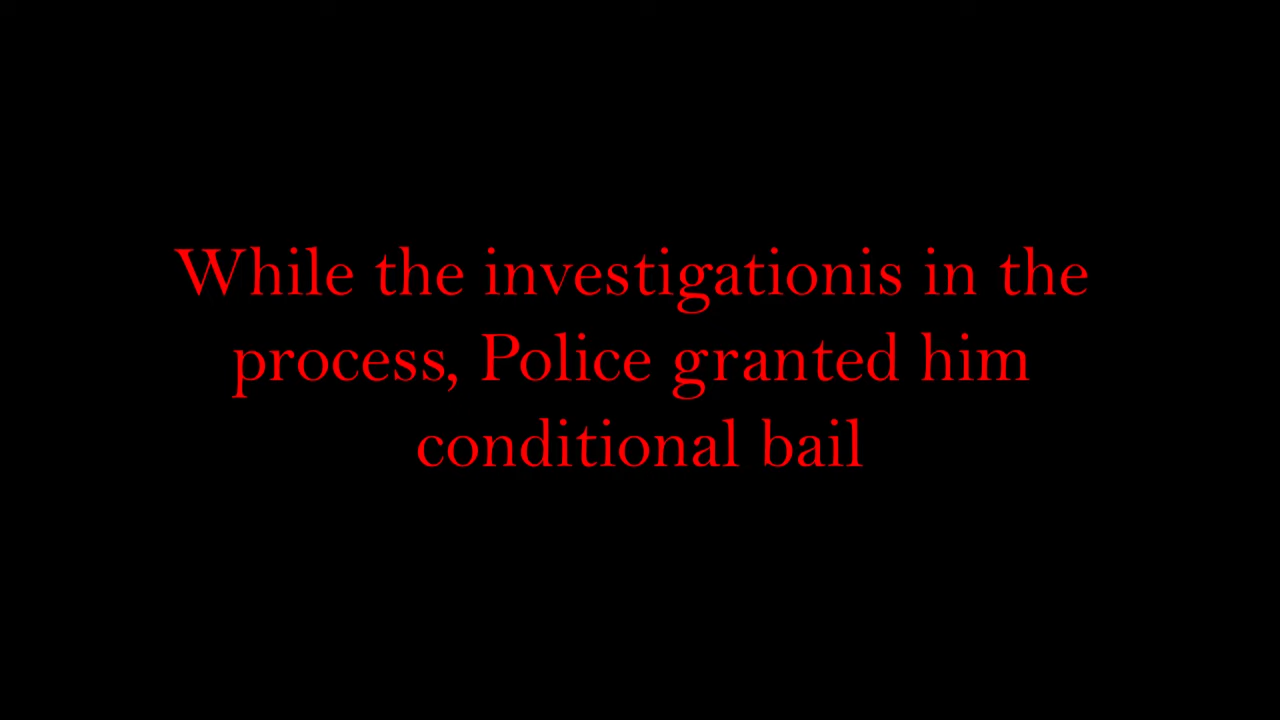 While the investigationis in the
process, Police granted him
conditional bail